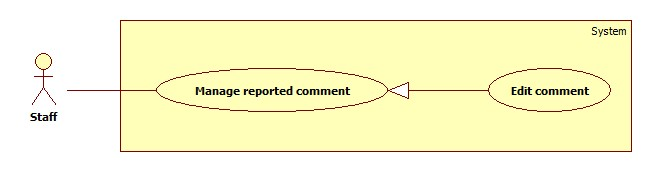 System
Manage reported comment
Edit comment
Staff